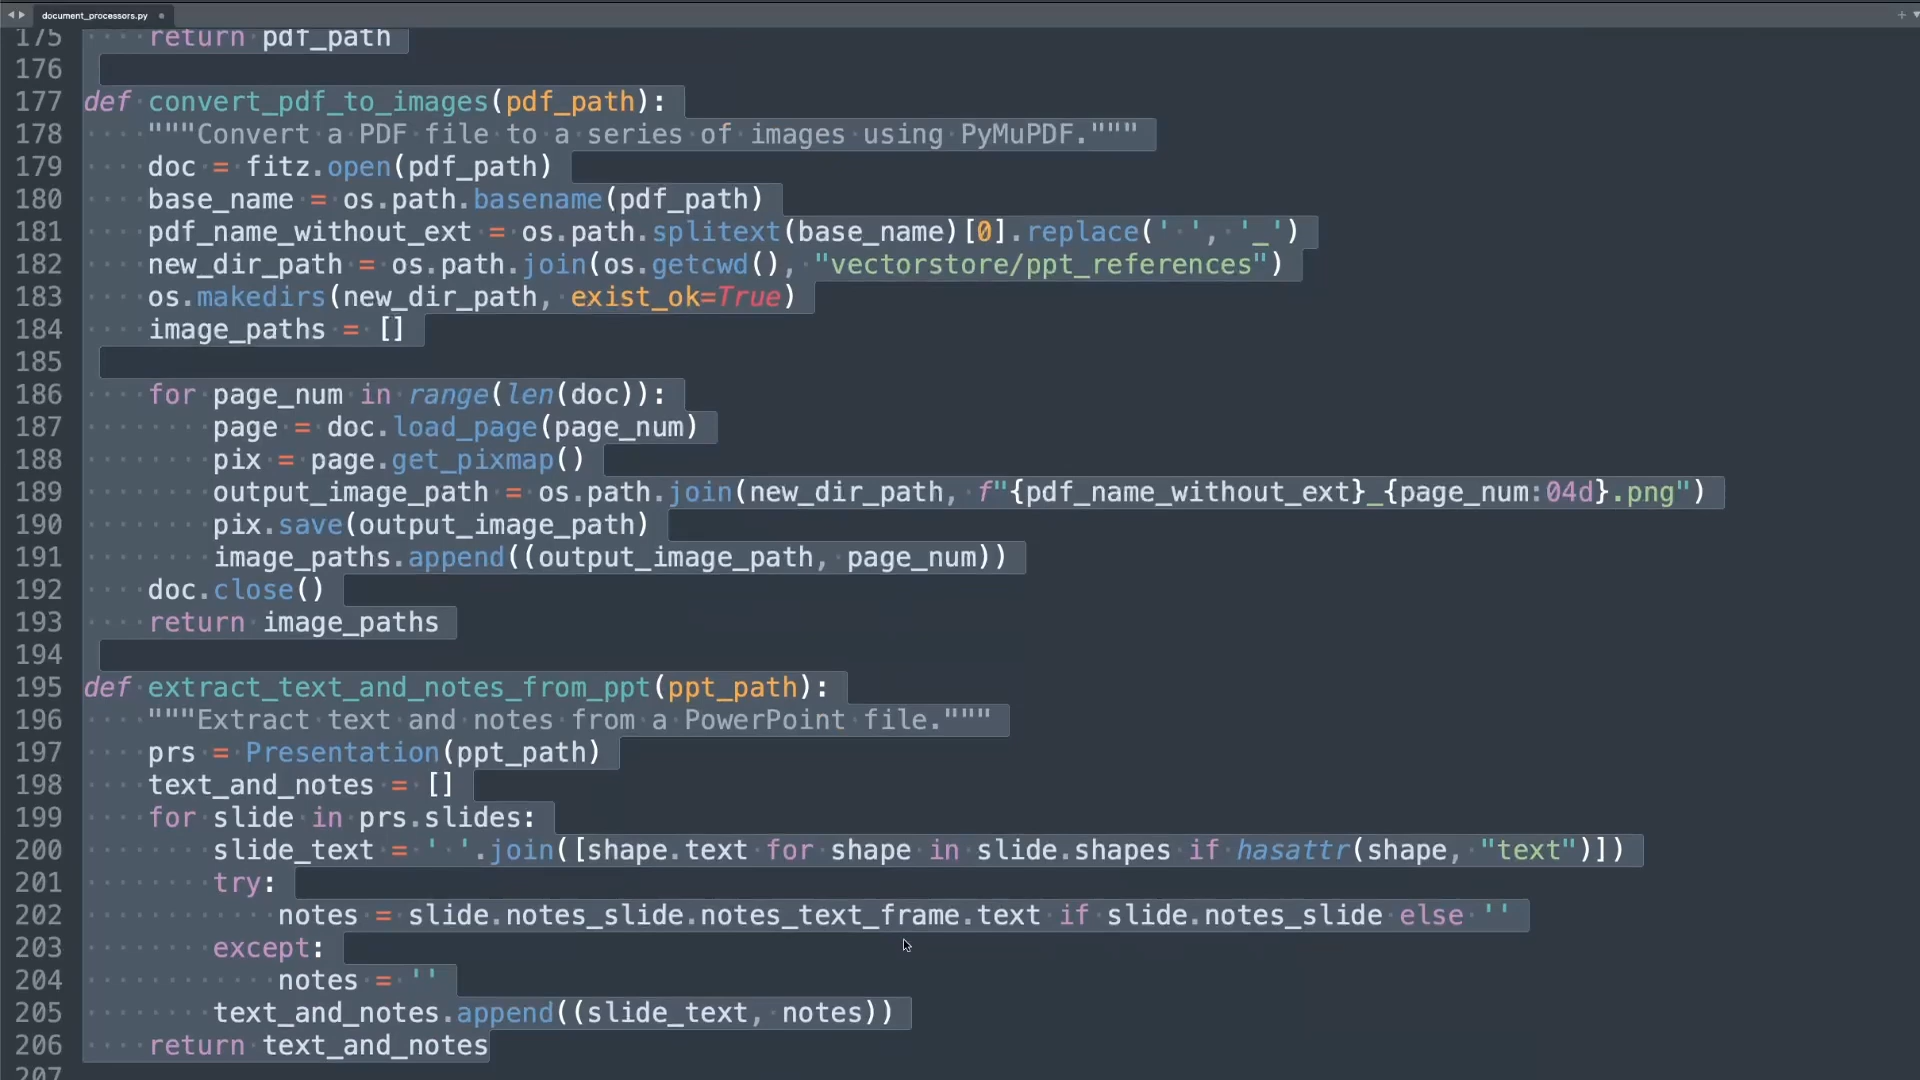 document_processors.py
175     return pdf_path
176
177 def convert_pdf_to_images(pdf_path):
178     """Convert a PDF file to a series of images using PyMuPDF."""
179     doc = fitz.open(pdf_path)
180     base_name = os.path.basename(pdf_path)
181     pdf_name_without_ext = os.path.splitext(base_name)[0].replace(' ', '_')
182     new_dir_path = os.path.join(os.getcwd(), "vectorstore/ppt_references")
183     os.makedirs(new_dir_path, exist_ok=True)
184     image_paths = []
185
186     for page_num in range(len(doc)):
187         page = doc.load_page(page_num)
188         pix = page.get_pixmap()
189         output_image_path = os.path.join(new_dir_path, f"{pdf_name_without_ext}_{page_num:04d}.png")
190         pix.save(output_image_path)
191         image_paths.append((output_image_path, page_num))
192     doc.close()
193     return image_paths
194
195 def extract_text_and_notes_from_ppt(ppt_path):
196     """Extract text and notes from a PowerPoint file."""
197     prs = Presentation(ppt_path)
198     text_and_notes = []
199     for slide in prs.slides:
200         slide_text = ' '.join([shape.text for shape in slide.shapes if hasattr(shape, "text")])
201         try:
202             notes = slide.notes_slide.notes_text_frame.text if slide.notes_slide else ''
203         except:
204             notes = ''
205         text_and_notes.append((slide_text, notes))
206     return text_and_notes
207